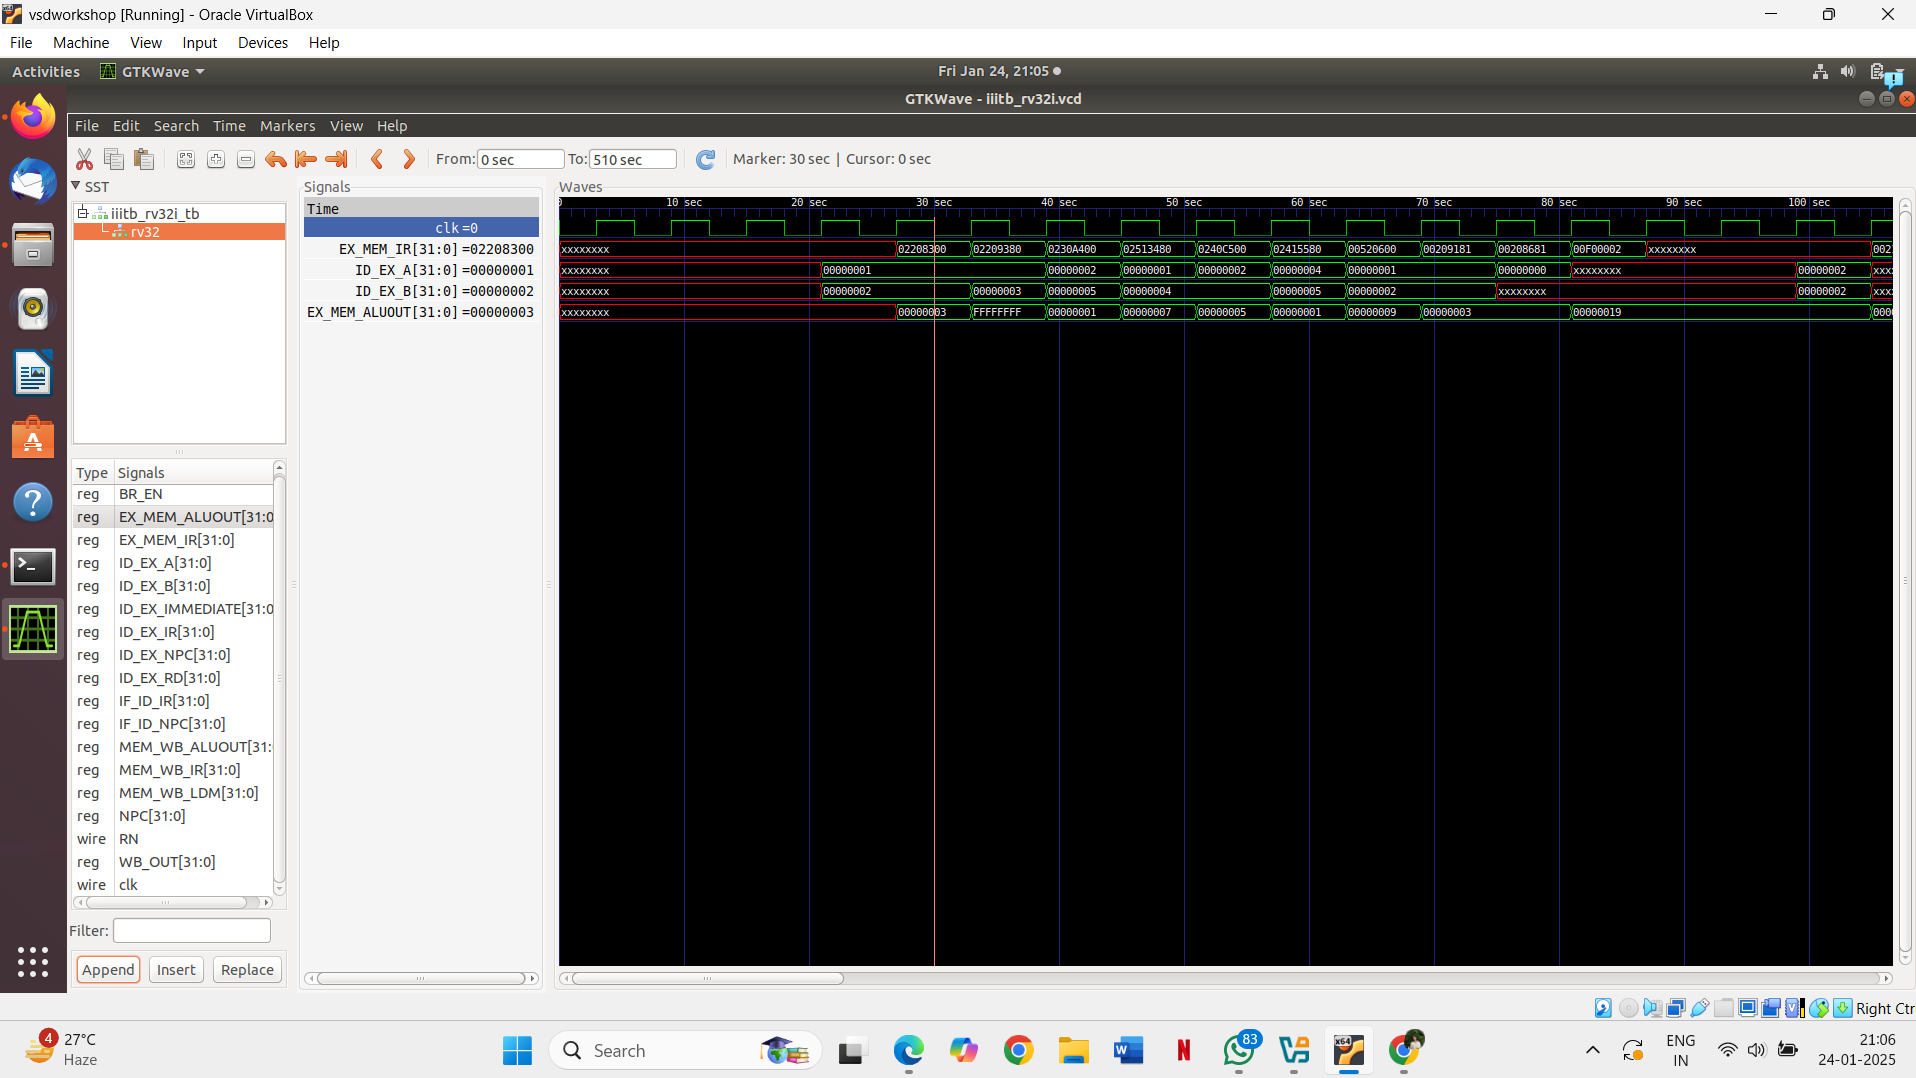 vsdworkshop [Running] - Oracle VirtualBox
File Machine View Input Devices Help
Activities GTKWave Fri Jan 24, 21:05
GTKWave - iiitb_rv32i.vcd
File Edit Search Time Markers View Help
From: 0 sec To: 510 sec Marker: 30 sec | Cursor: 0 sec
SST
iiitb_rv32i_tb
rv32
Type Signals
reg BR_EN
reg EX_MEM_ALUOUT[31:0
reg EX_MEM_IR[31:0]
reg ID_EX_A[31:0]
reg ID_EX_B[31:0]
reg ID_EX_IMMEDIATE[31:0
reg ID_EX_IR[31:0]
reg ID_EX_NPC[31:0]
reg ID_EX_RD[31:0]
reg IF_ID_IR[31:0]
reg IF_ID_NPC[31:0]
reg MEM_WB_ALUOUT[31:
reg MEM_WB_IR[31:0]
reg MEM_WB_LDM[31:0]
reg NPC[31:0]
wire RN
reg WB_OUT[31:0]
wire clk
Filter:
Append Insert Replace
Signals
Time
clk =0
EX_MEM_IR[31:0] =02208300
ID_EX_A[31:0] =00000001
ID_EX_B[31:0] =00000002
EX_MEM_ALUOUT[31:0] =00000003
Waves
0 10 sec 20 sec 30 sec 40 sec 50 sec 60 sec 70 sec 80 sec 90 sec 100 sec
xxxxxxxx 02208300 02209380 0230A400 02513480 0240C500 02415580 00520600 00209181 00208681 00F00002 xxxxxxxx 0021
xxxxxxxx 00000001 00000002 00000001 00000002 00000004 00000001 00000000 xxxxxxxx 00000002 xxxx
xxxxxxxx 00000002 00000003 00000005 00000004 00000005 00000002 xxxxxxxx 00000002 xxxx
xxxxxxxx 00000003 FFFFFFFF 00000001 00000007 00000005 00000001 00000009 00000003 00000019 0000
Right Ctr
4 27°C
Haze
Search
83
x64
ENG
IN
21:06
24-01-2025